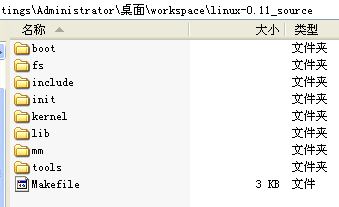 tings\Administrator\桌面\workspace\linux-0.11_source
名称 大小 类型
boot 文件夹
fs 文件夹
include 文件夹
init 文件夹
kernel 文件夹
lib 文件夹
mm 文件夹
tools 文件夹
Makefile 3 KB 文件